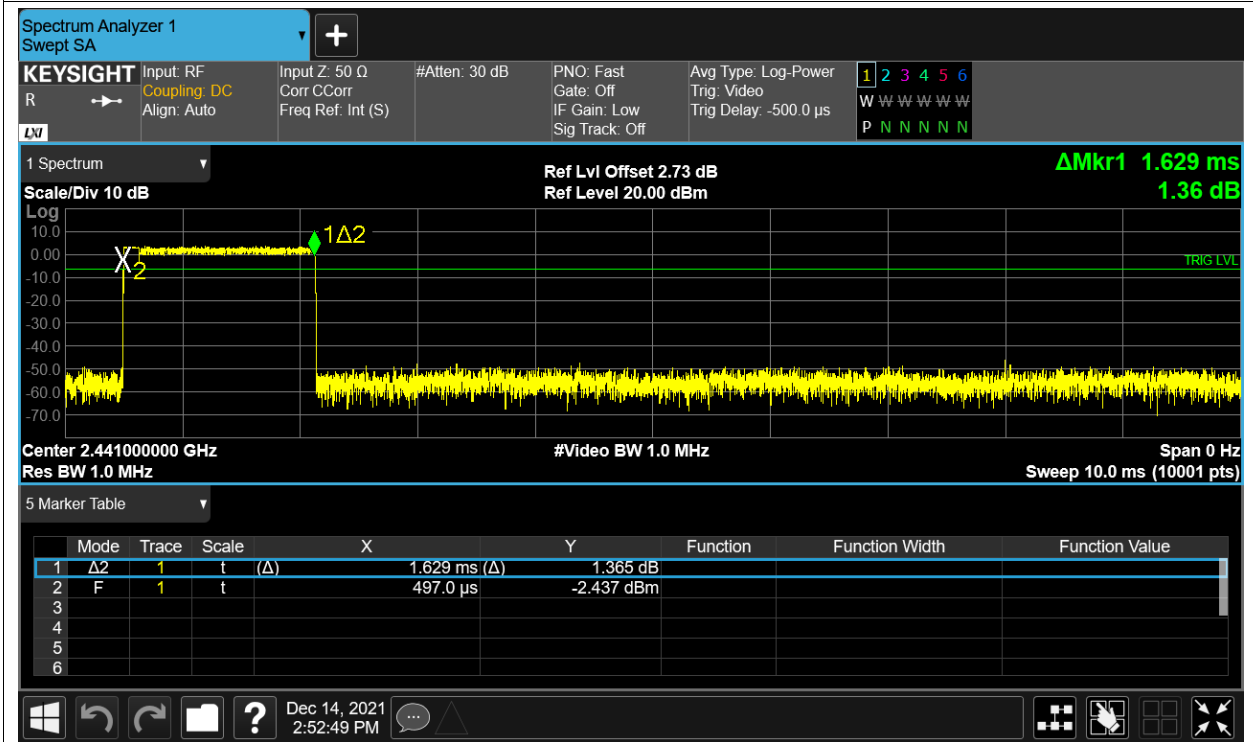 Spectrum Analyzer 1
Swept SA
KEYSIGHT
R
LXI
Input: RF
Coupling: DC
Align: Auto
Input Z: 50 Ω
Corr CCorr
Freq Ref: Int (S)
#Atten: 30 dB
PNO: Fast
Gate: Off
IF Gain: Low
Sig Track: Off
Avg Type: Log-Power
Trig: Video
Trig Delay: -500.0 µs
1 2 3 4 5 6
W W W W W W
P N N N N N
1 Spectrum
Scale/Div 10 dB
Ref Lvl Offset 2.73 dB
Ref Level 20.00 dBm
ΔMkr1 1.629 ms
1.36 dB
Log
10.0
0.00
-10.0
-20.0
-30.0
-40.0
-50.0
-60.0
-70.0
1Δ2
X2
TRIG LVL
Center 2.441000000 GHz
#Video BW 1.0 MHz
Span 0 Hz
Res BW 1.0 MHz
Sweep 10.0 ms (10001 pts)
5 Marker Table
Mode Trace Scale X Y Function Function Width Function Value
1 Δ2 1 t (Δ) 1.629 ms (Δ) 1.365 dB
2 F 1 t 497.0 µs -2.437 dBm
3
4
5
6
?
Dec 14, 2021
2:52:49 PM